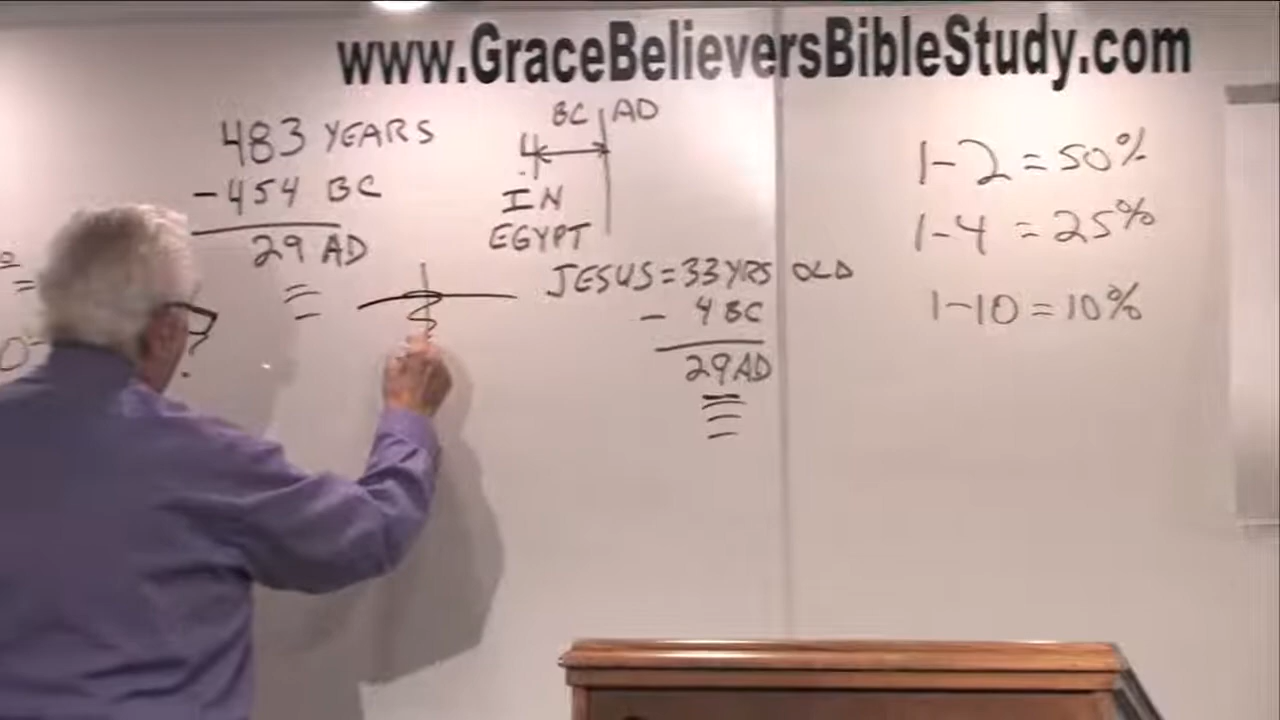 www.GraceBelieversBibleStudy.com
483 YEARS
-454 BC
29 AD
BC AD
4
IN
EGYPT
JESUS = 33 YRS OLD
- 4 BC
29 AD
1-2 = 50%
1-4 = 25%
1-10 = 10%